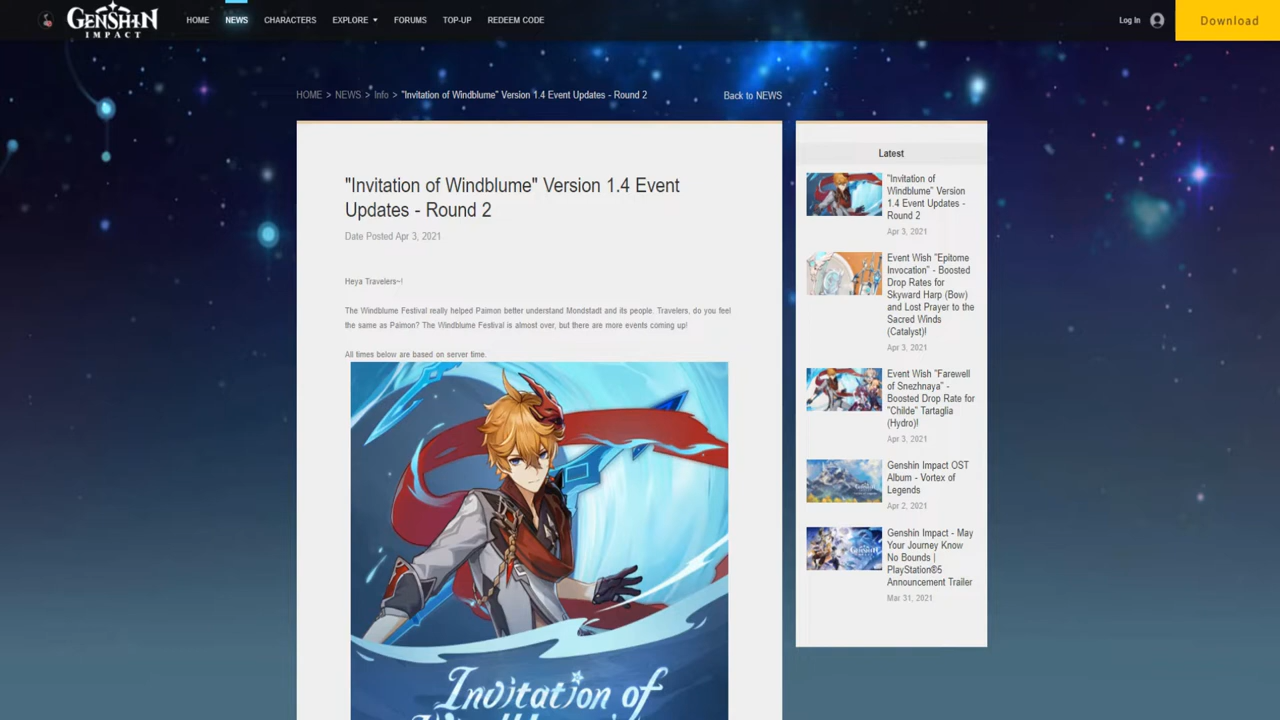 GENSHIN
IMPACT
HOME NEWS CHARACTERS EXPLORE FORUMS TOP-UP REDEEM CODE
Log In
Download
HOME > NEWS > Info > "Invitation of Windblume" Version 1.4 Event Updates - Round 2
Back to NEWS
"Invitation of Windblume" Version 1.4 Event
Updates - Round 2
Date Posted Apr 3, 2021
Heya Travelers~!
The Windblume Festival really helped Paimon better understand Mondstadt and its people. Travelers, do you feel
the same as Paimon? The Windblume Festival is almost over, but there are more events coming up!
All times below are based on server time.
Invitation of
Latest
"Invitation of
Windblume" Version
1.4 Event Updates -
Round 2
Apr 3, 2021
Event Wish "Epitome
Invocation" - Boosted
Drop Rates for
Skyward Harp (Bow)
and Lost Prayer to the
Sacred Winds
(Catalyst)!
Apr 3, 2021
Event Wish "Farewell
of Snezhnaya" -
Boosted Drop Rate for
"Childe" Tartaglia
(Hydro)!
Apr 3, 2021
Genshin Impact OST
Album - Vortex of
Legends
Apr 2, 2021
Genshin Impact - May
Your Journey Know
No Bounds |
PlayStation®5
Announcement Trailer
Mar 31, 2021